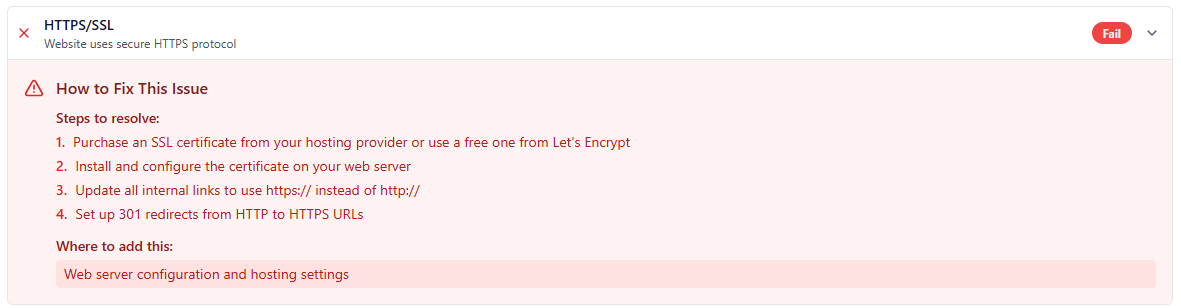 HTTPS/SSL
Website uses secure HTTPS protocol
Fail
How to Fix This Issue
Steps to resolve:
1. Purchase an SSL certificate from your hosting provider or use a free one from Let's Encrypt
2. Install and configure the certificate on your web server
3. Update all internal links to use https:// instead of http://
4. Set up 301 redirects from HTTP to HTTPS URLs
Where to add this:
Web server configuration and hosting settings